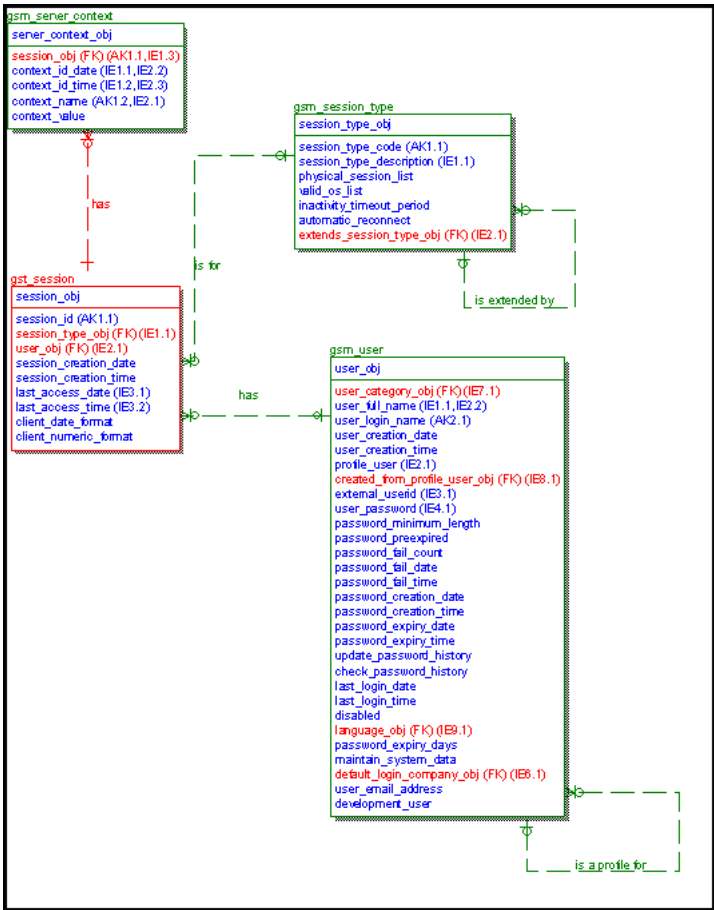 gsm_server_context
server_context_obj
session_obj (FK) (AK1.1,IE1.3)
context_id_date (IE1.1,IE2.2)
context_id_time (IE1.2,IE2.3)
context_name (AK1.2,IE2.1)
context_value
has
gsm_session_type
session_type_obj
session_type_code (AK1.1)
session_type_description (IE1.1)
physical_session_list
valid_os_list
inactivity_timeout_period
automatic_reconnect
extends_session_type_obj (FK) (IE2.1)
is for
is extended by
gst_session
session_obj
session_id (AK1.1)
session_type_obj (FK) (IE1.1)
user_obj (FK) (IE2.1)
session_creation_date
session_creation_time
last_access_date (IE3.1)
last_access_time (IE3.2)
client_date_format
client_numeric_format
has
gsm_user
user_obj
user_category_obj (FK) (IE7.1)
user_full_name (IE1.1,IE2.2)
user_login_name (AK2.1)
user_creation_date
user_creation_time
profile_user (IE2.1)
created_from_profile_user_obj (FK) (IE8.1)
external_userid (IE3.1)
user_password (IE4.1)
password_minimum_length
password_preexpired
password_fail_count
password_fail_date
password_fail_time
password_creation_date
password_creation_time
password_expiry_date
password_expiry_time
update_password_history
check_password_history
last_login_date
last_login_time
disabled
language_obj (FK) (IE9.1)
password_expiry_days
maintain_system_data
default_login_company_obj (FK) (IE6.1)
user_email_address
development_user
is a profile for